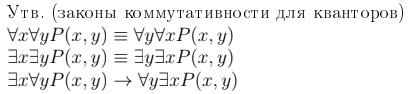 Утв. (законы коммутативности для кванторов)
∀x∀yP(x, y) ≡ ∀y∀xP(x, y)
∃x∃yP(x, y) ≡ ∃y∃xP(x, y)
∃x∀yP(x, y) → ∀y∃xP(x, y)